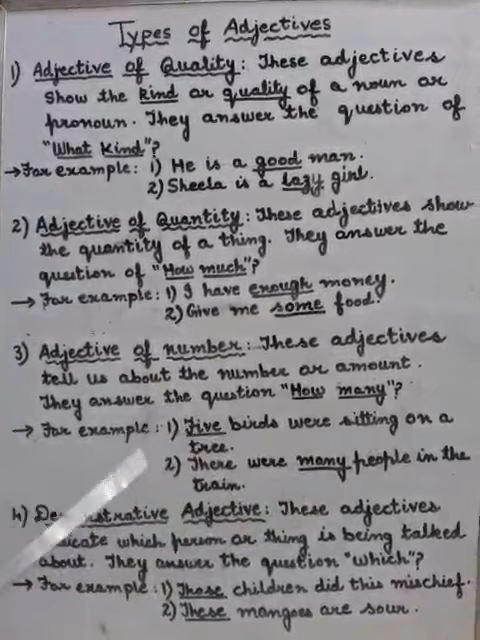 Types of Adjectives
1) Adjective of Quality: These adjectives
show the kind or quality of a noun or
pronoun. They answer the question of
"What Kind"?
→ For example: 1) He is a good man.
2) Sheela is a lazy girl.
2) Adjective of Quantity: These adjectives show
the quantity of a thing. They answer the
question of "How much"?
→ For example: 1) I have enough money.
2) Give me some food.
3) Adjective of number: These adjectives
tell us about the number or amount.
They answer the question "How many"?
→ For example: 1) Five birds were sitting on a
tree.
2) There were many people in the
train.
4) Adjective: These adjectives
which person or thing is being talked
about. They answer the question "which"?
→ For example: 1) Those children did this mischief.
2) These mangoes are sour.